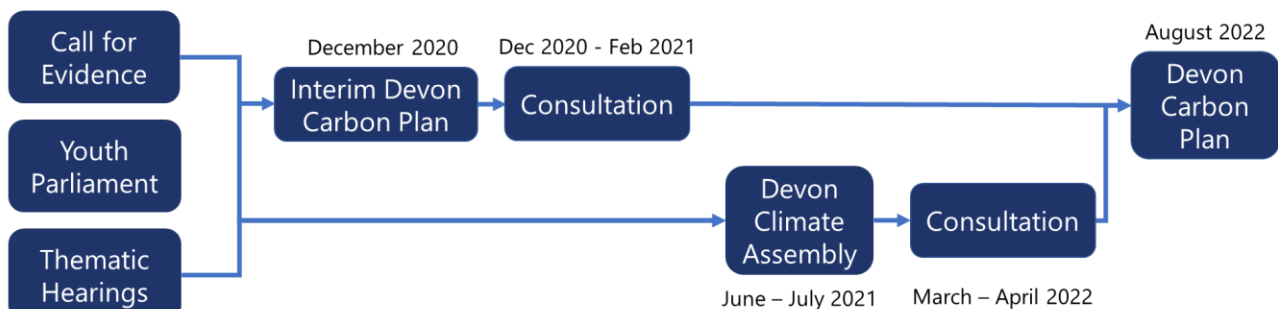 Call for
Evidence
Youth
Parliament
Thematic
Hearings
December 2020
Interim Devon
Carbon Plan
Dec 2020 - Feb 2021
Consultation
Devon
Climate
Assembly
June – July 2021
Consultation
March – April 2022
August 2022
Devon
Carbon
Plan